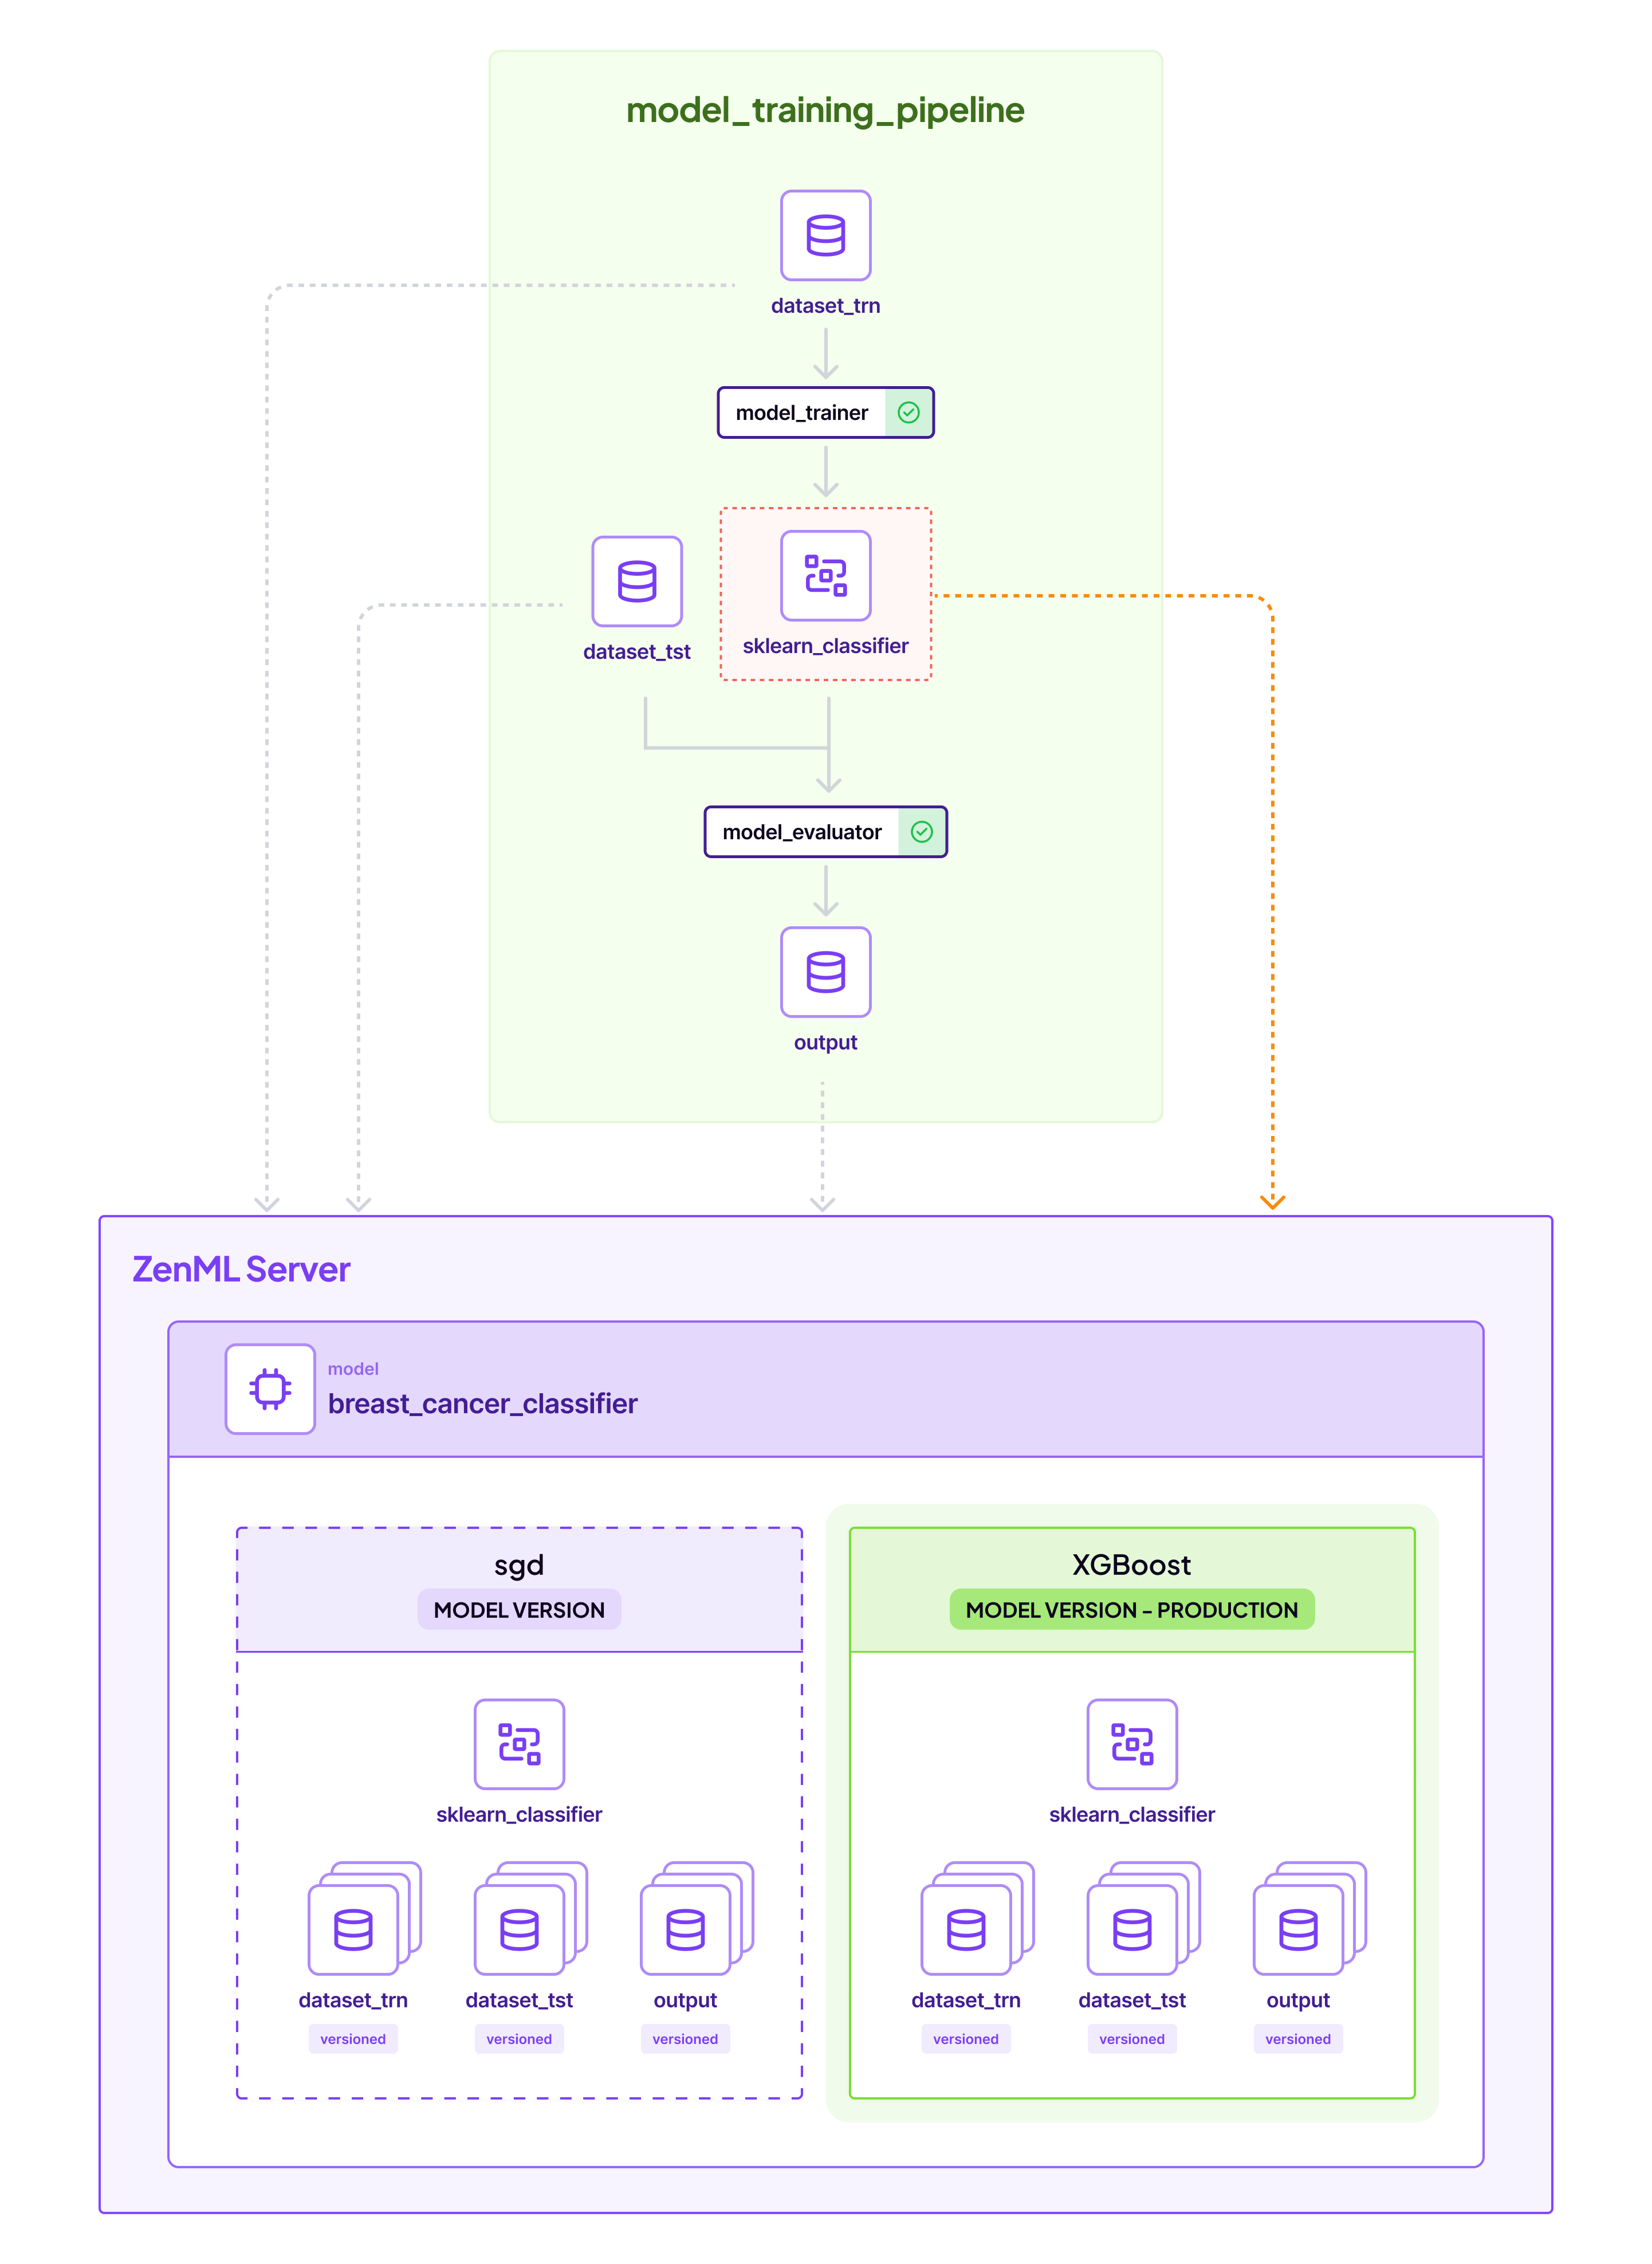 model_training_pipeline
dataset_trn
model_trainer
dataset_tst
sklearn_classifier
model_evaluator
output
ZenML Server
model
breast_cancer_classifier
sgd
MODEL VERSION
sklearn_classifier
dataset_trn
dataset_tst
output
versioned
versioned
versioned
XGBoost
MODEL VERSION – PRODUCTION
sklearn_classifier
dataset_trn
dataset_tst
output
versioned
versioned
versioned